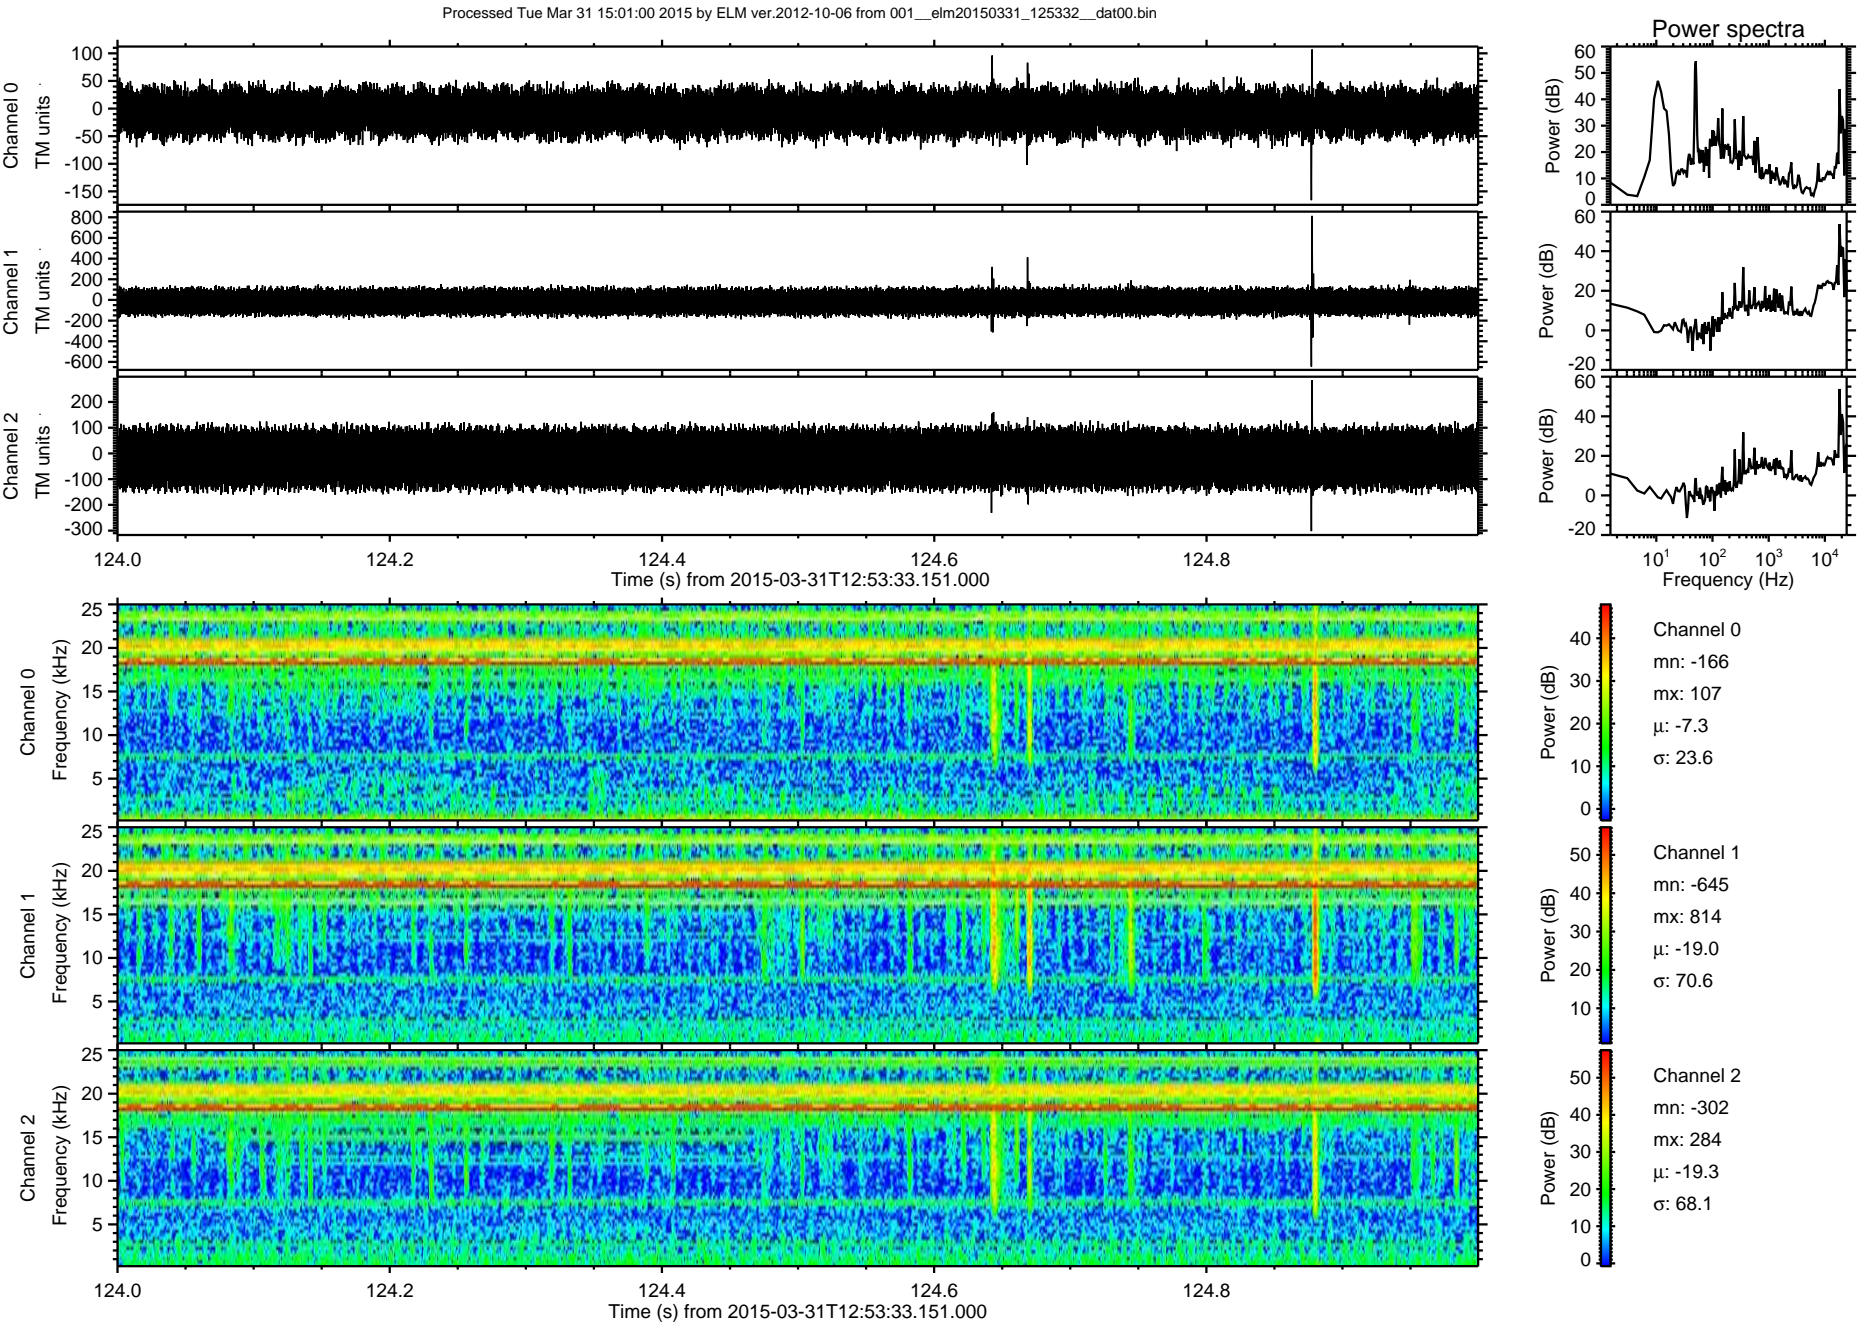 Processed Tue Mar 31 15:01:00 2015 by ELM ver.2012-10-06 from 001__elm20150331_125332__dat00.bin
Power spectra
Channel 0
TM units
100
50
0
-50
-100
-150
Power (dB)
60
50
40
30
20
10
0
Channel 1
TM units
800
600
400
200
0
-200
-400
-600
Power (dB)
60
40
20
0
-20
Channel 2
TM units
200
100
0
-100
-200
-300
Power (dB)
60
40
20
0
-20
124.0 124.2 124.4 124.6 124.8
Time (s) from 2015-03-31T12:53:33.151.000
10^1 10^2 10^3 10^4
Frequency (Hz)
Channel 0
Frequency (kHz)
25
20
15
10
5
Power (dB)
40
30
20
10
0
Channel 0
mn: -166
mx: 107
μ: -7.3
σ: 23.6
Channel 1
Frequency (kHz)
25
20
15
10
5
Power (dB)
50
40
30
20
10
Channel 1
mn: -645
mx: 814
μ: -19.0
σ: 70.6
Channel 2
Frequency (kHz)
25
20
15
10
5
Power (dB)
50
40
30
20
10
0
Channel 2
mn: -302
mx: 284
μ: -19.3
σ: 68.1
124.0 124.2 124.4 124.6 124.8
Time (s) from 2015-03-31T12:53:33.151.000